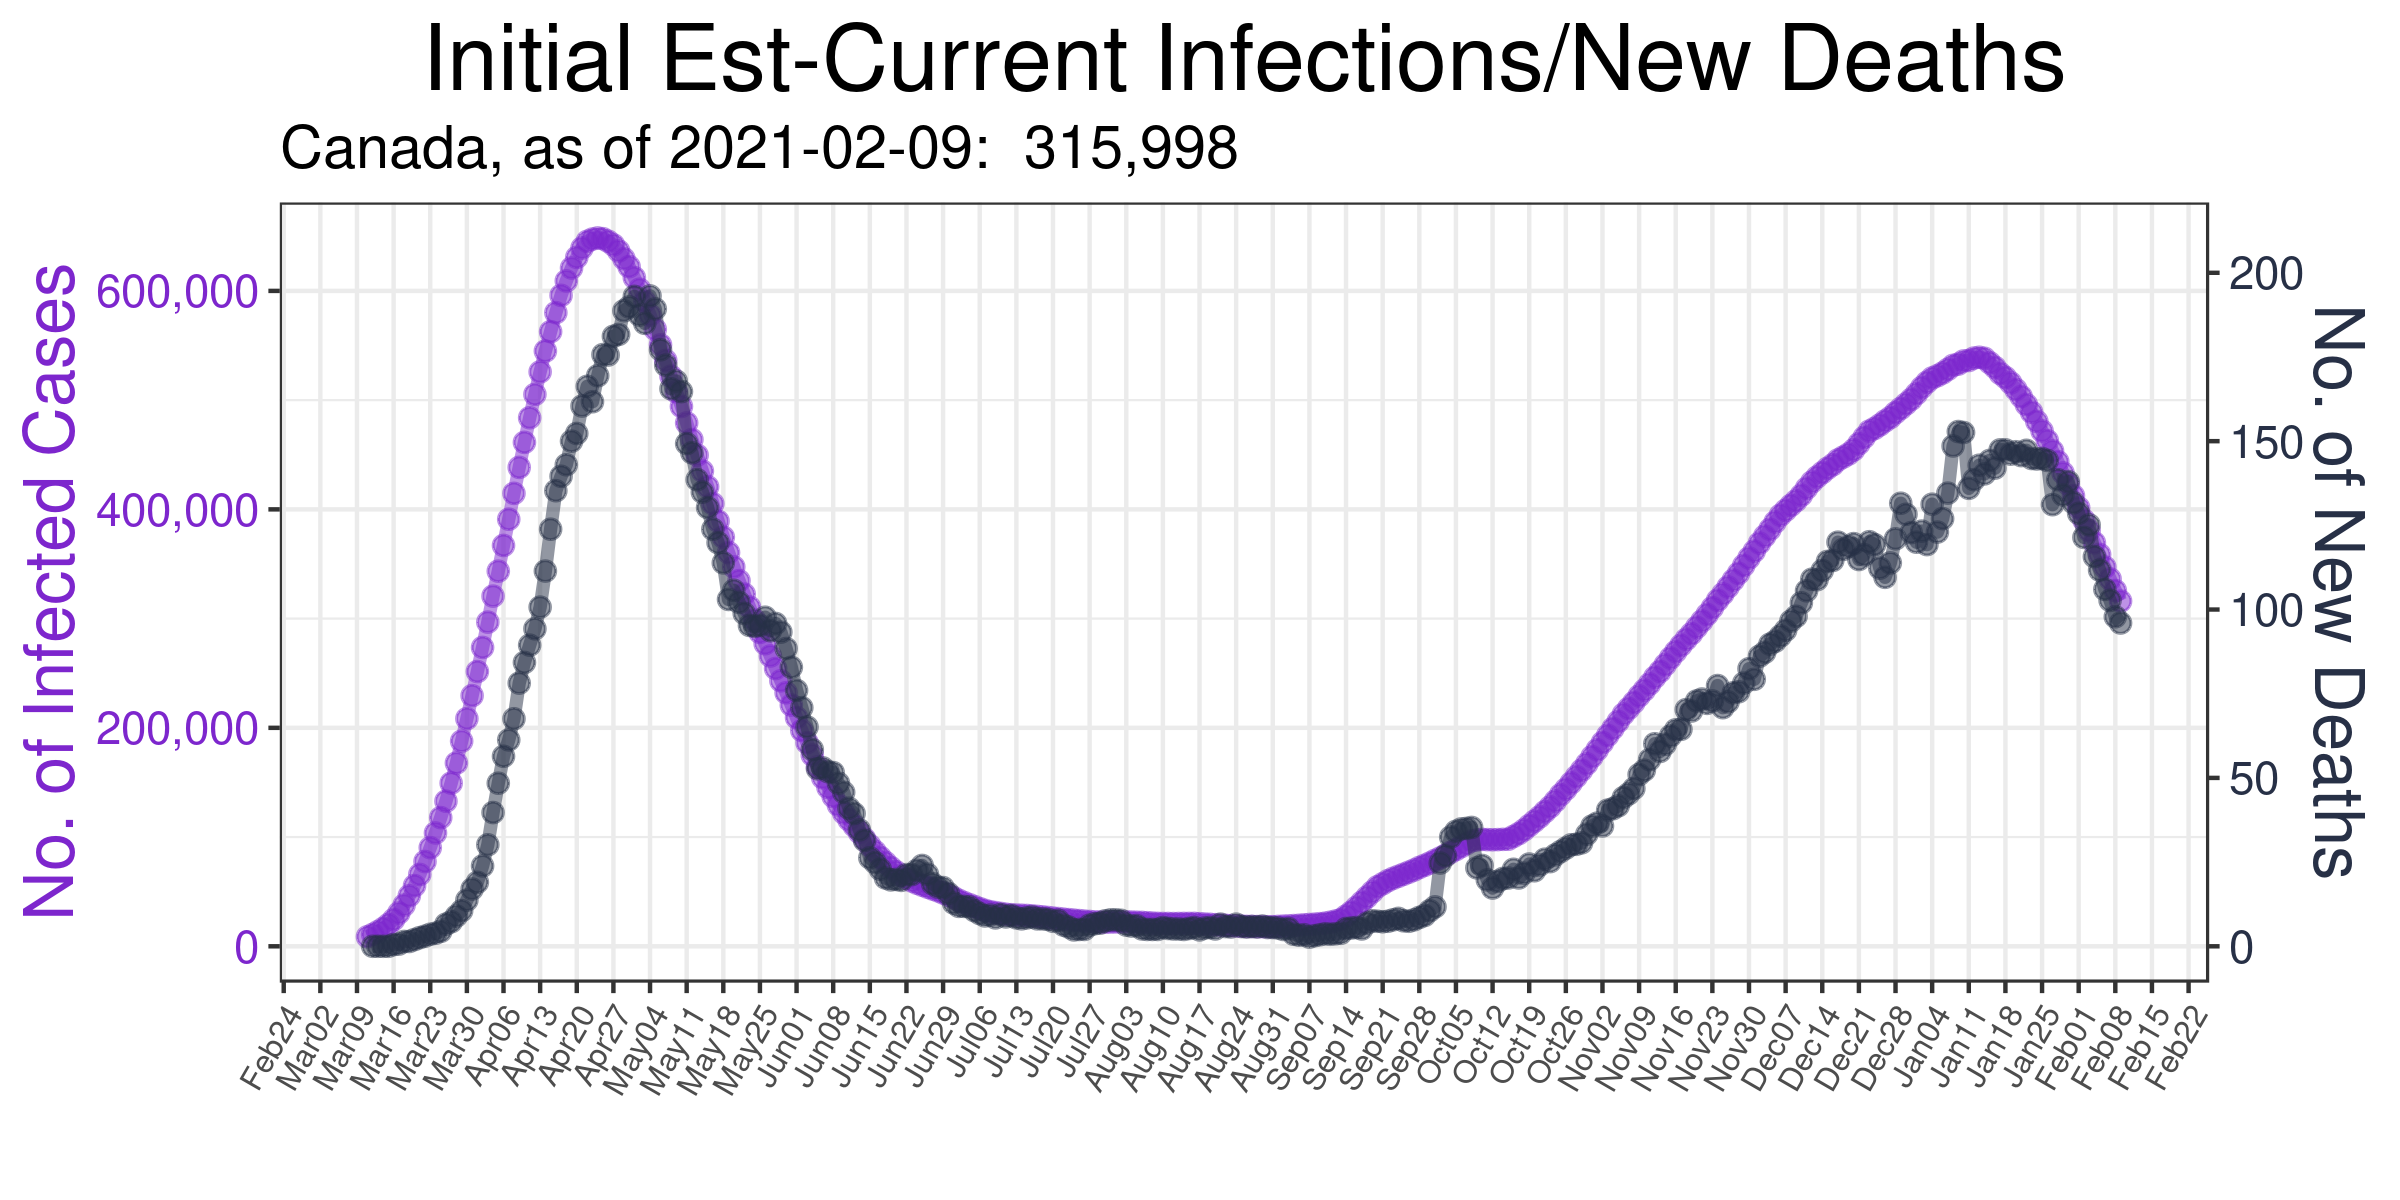 Initial Est-Current Infections/New Deaths
Canada, as of 2021-02-09:  315,998
No. of Infected Cases
600,000
400,000
200,000
0
200
150
100
50
0
No. of New Deaths
Feb24 Mar02 Mar09 Mar16 Mar23 Mar30 Apr06 Apr13 Apr20 Apr27 May04 May11 May18 May25 Jun01 Jun08 Jun15 Jun22 Jun29 Jul06 Jul13 Jul20 Jul27 Aug03 Aug10 Aug17 Aug24 Aug31 Sep07 Sep14 Sep21 Sep28 Oct05 Oct12 Oct19 Oct26 Nov02 Nov09 Nov16 Nov23 Nov30 Dec07 Dec14 Dec21 Dec28 Jan04 Jan11 Jan18 Jan25 Feb01 Feb08 Feb15 Feb22